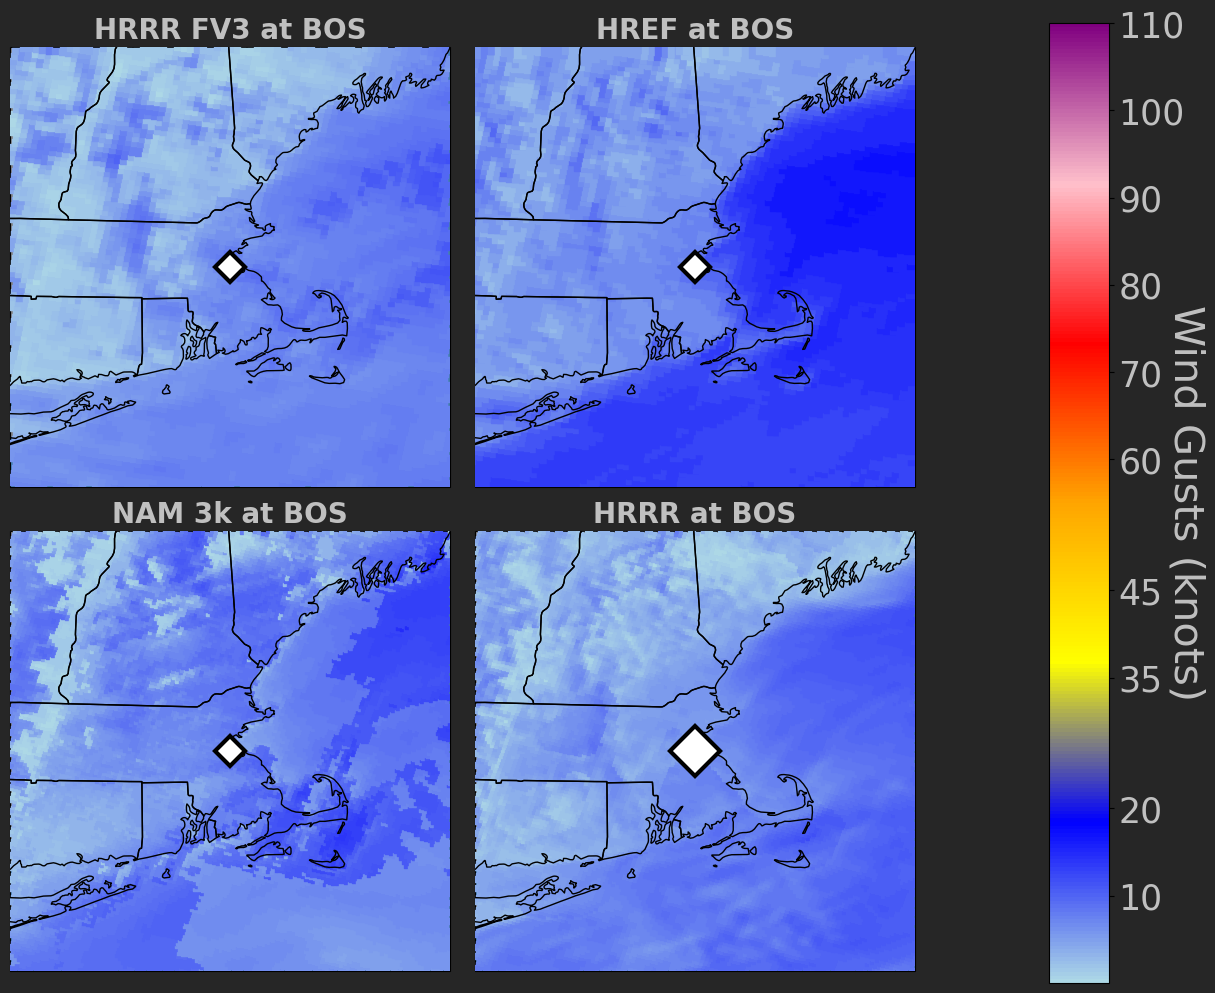 HRRR FV3 at BOS
HREF at BOS
NAM 3k at BOS
HRRR at BOS
110
100
90
80
70
60
45
35
20
10
Wind Gusts (knots)